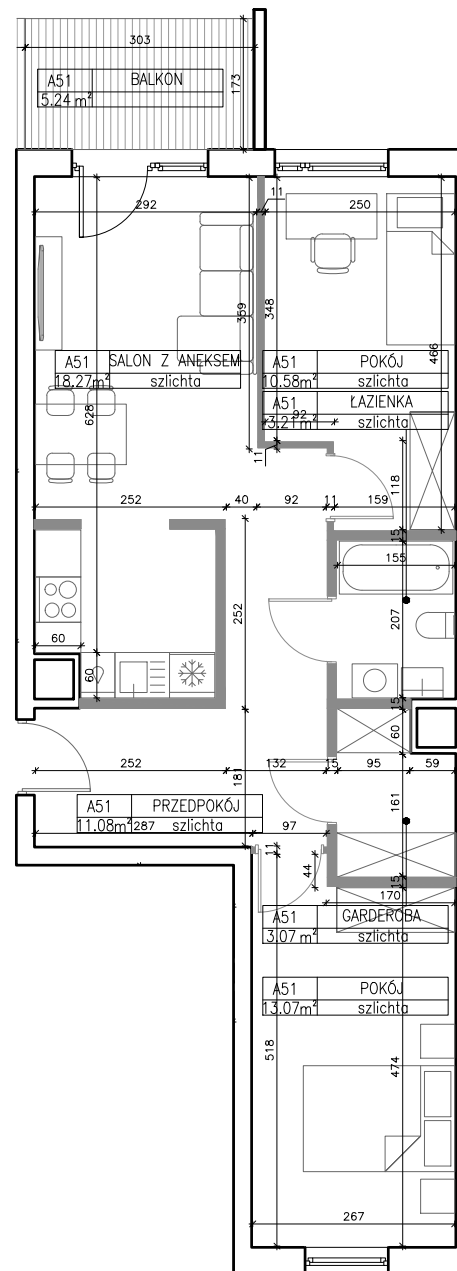 303
173
A51 BALKON
5.24 m²
292
11
250
359
348
466
A51 SALON Z ANEKSEM
18.27m² szlichta
A51 POKÓJ
10.58m² szlichta
A51 ŁAZIENKA
3.21m² szlichta
628
92
11
118
252
40
92
11
159
15
155
252
207
60
60
15
60
252
132
15
95
59
181
161
A51 PRZEDPOKÓJ
11.08m² szlichta
287
97
11
44
15
170
A51 GARDEROBA
3.07 m² szlichta
A51 POKÓJ
13.07m² szlichta
518
474
267